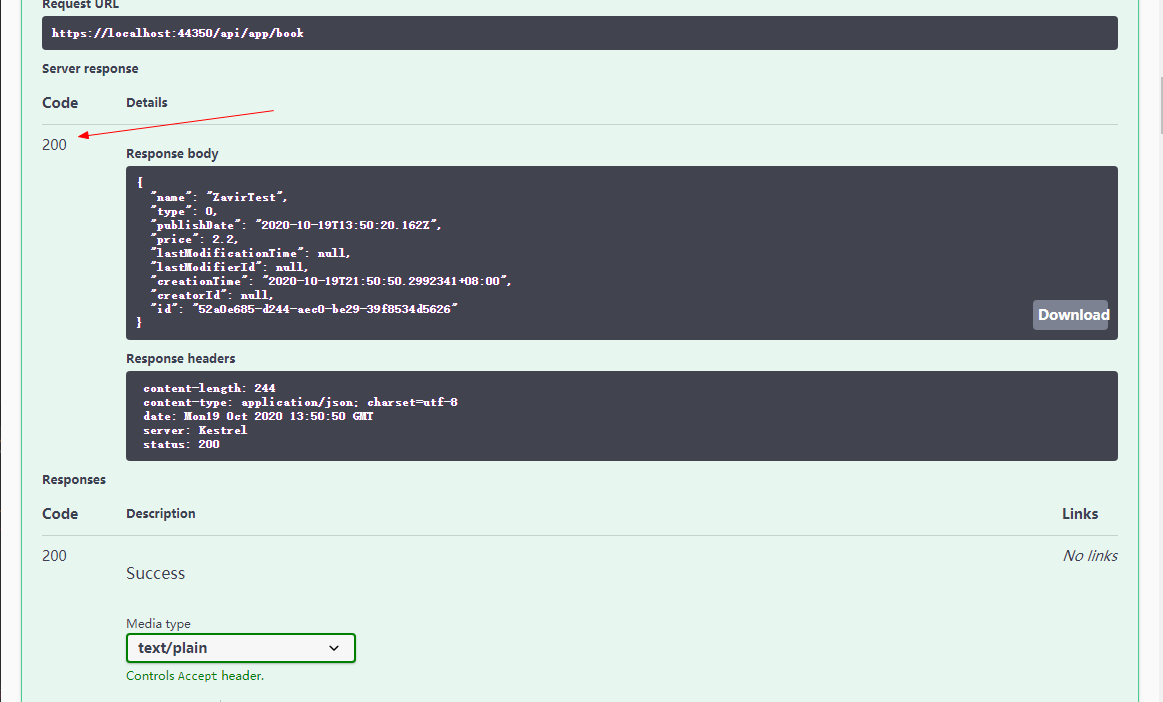 Request URL
https://localhost:44350/api/app/book
Server response
Code Details
200
Response body
{
"name": "ZavirTest",
"type": 0,
"publishDate": "2020-10-19T13:50:20.162Z",
"price": 2.2,
"lastModificationTime": null,
"lastModifierId": null,
"creationTime": "2020-10-19T21:50:50.2992341+08:00",
"creatorId": null,
"id": "52a0e685-d244-aec0-be29-39f8534d5626"
}
Download
Response headers
content-length: 244
content-type: application/json; charset=utf-8
date: Mon19 Oct 2020 13:50:50 GMT
server: Kestrel
status: 200
Responses
Code Description Links
200 No links
Success
Media type
text/plain
Controls Accept header.